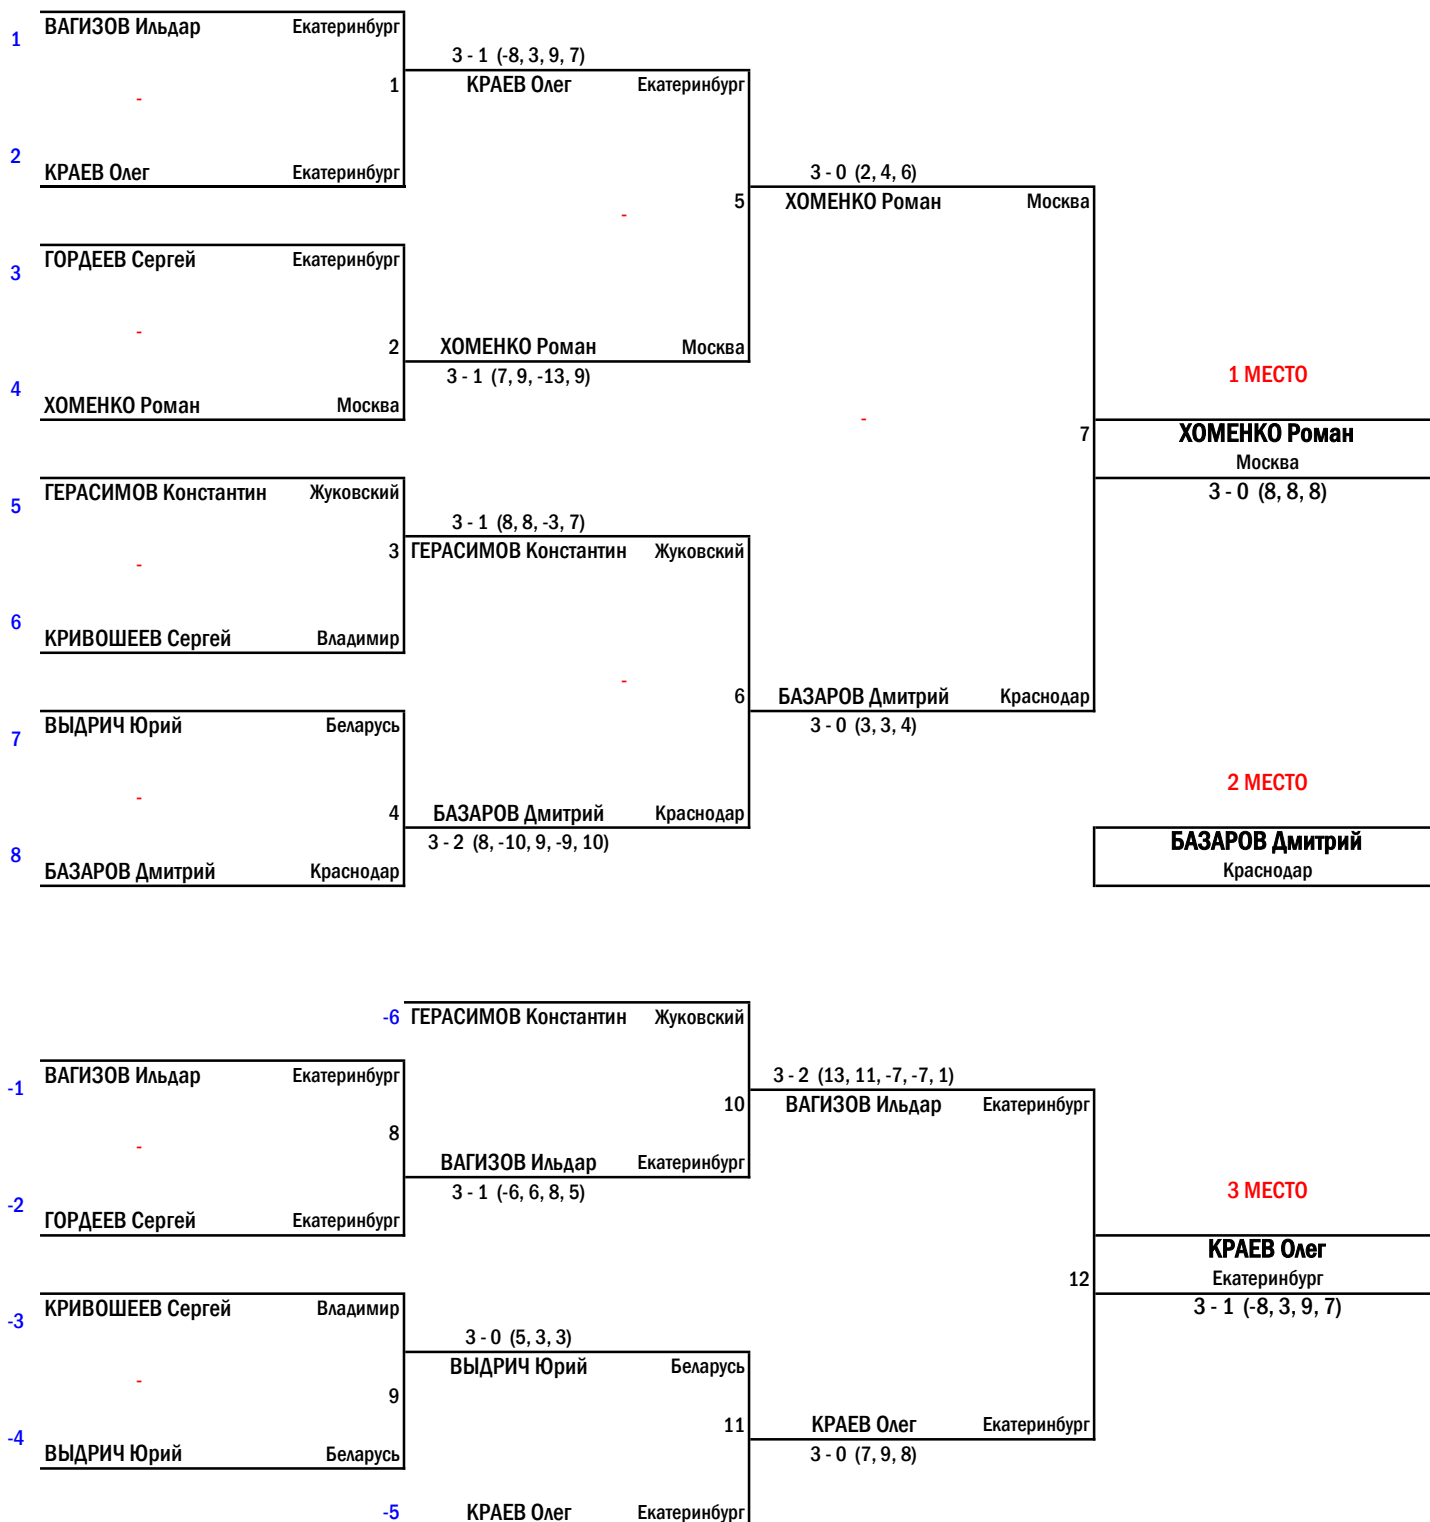 1 ВАГИЗОВ Ильдар Екатеринбург
3 - 1 (-8, 3, 9, 7)
1 КРАЕВ Олег Екатеринбург
-
2 КРАЕВ Олег Екатеринбург
3 - 0 (2, 4, 6)
5 ХОМЕНКО Роман Москва
-
3 ГОРДЕЕВ Сергей Екатеринбург
-
2 ХОМЕНКО Роман Москва
3 - 1 (7, 9, -13, 9)
4 ХОМЕНКО Роман Москва
1 МЕСТО
-
7 ХОМЕНКО Роман
Москва
3 - 0 (8, 8, 8)
5 ГЕРАСИМОВ Константин Жуковский
3 - 1 (8, 8, -3, 7)
3 ГЕРАСИМОВ Константин Жуковский
-
6 КРИВОШЕЕВ Сергей Владимир
-
6 БАЗАРОВ Дмитрий Краснодар
3 - 0 (3, 3, 4)
7 ВЫДРИЧ Юрий Беларусь
2 МЕСТО
-
4 БАЗАРОВ Дмитрий Краснодар
3 - 2 (8, -10, 9, -9, 10)
БАЗАРОВ Дмитрий
Краснодар
8 БАЗАРОВ Дмитрий Краснодар
-6 ГЕРАСИМОВ Константин Жуковский
-1 ВАГИЗОВ Ильдар Екатеринбург
3 - 2 (13, 11, -7, -7, 1)
10 ВАГИЗОВ Ильдар Екатеринбург
8
-
ВАГИЗОВ Ильдар Екатеринбург
3 - 1 (-6, 6, 8, 5)
3 МЕСТО
-2 ГОРДЕЕВ Сергей Екатеринбург
КРАЕВ Олег
12 Екатеринбург
3 - 1 (-8, 3, 9, 7)
-3 КРИВОШЕЕВ Сергей Владимир
3 - 0 (5, 3, 3)
ВЫДРИЧ Юрий Беларусь
-
9
11 КРАЕВ Олег Екатеринбург
3 - 0 (7, 9, 8)
-4 ВЫДРИЧ Юрий Беларусь
-5 КРАЕВ Олег Екатеринбург